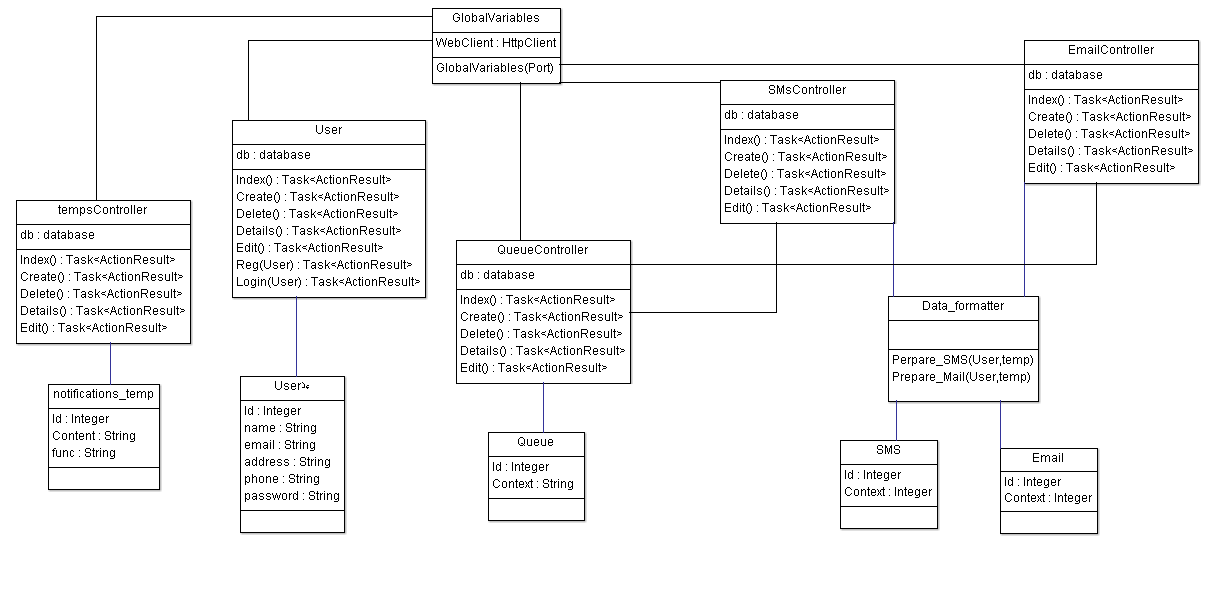 GlobalVariables
WebClient : HttpClient
GlobalVariables(Port)
EmailController
db : database
Index() : Task<ActionResult>
Create() : Task<ActionResult>
Delete() : Task<ActionResult>
Details() : Task<ActionResult>
Edit() : Task<ActionResult>
SMsController
db : database
Index() : Task<ActionResult>
Create() : Task<ActionResult>
Delete() : Task<ActionResult>
Details() : Task<ActionResult>
Edit() : Task<ActionResult>
User
db : database
Index() : Task<ActionResult>
Create() : Task<ActionResult>
Delete() : Task<ActionResult>
Details() : Task<ActionResult>
Edit() : Task<ActionResult>
Reg(User) : Task<ActionResult>
Login(User) : Task<ActionResult>
tempsController
db : database
Index() : Task<ActionResult>
Create() : Task<ActionResult>
Delete() : Task<ActionResult>
Details() : Task<ActionResult>
Edit() : Task<ActionResult>
QueueController
db : database
Index() : Task<ActionResult>
Create() : Task<ActionResult>
Delete() : Task<ActionResult>
Details() : Task<ActionResult>
Edit() : Task<ActionResult>
Data_formatter
Perpare_SMS(User,temp)
Prepare_Mail(User,temp)
notifications_temp
Id : Integer
Content : String
func : String
User
Id : Integer
name : String
email : String
address : String
phone : String
password : String
Queue
Id : Integer
Context : String
SMS
Id : Integer
Context : Integer
Email
Id : Integer
Context : Integer